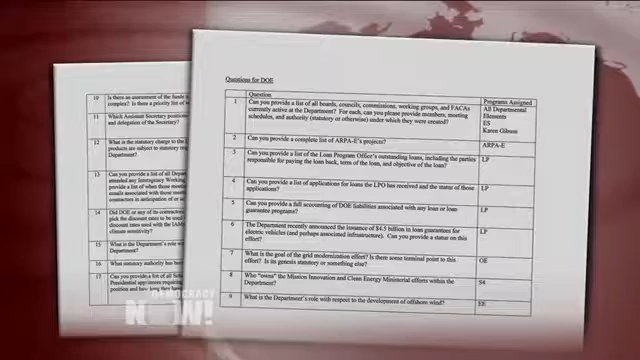 10 Is there an assessment of the funds
complex? Is there a priority list of
11 Which Assistant Secretary positions
and delegation of the Secretary?
12 What is the statutory charge to the
products are subject to statutory
Department?
13 Can you provide a list of all Depart
attended any Interagency Working
provide a list of when those
emails associated with those
contractors in anticipation of or as
14 Did DOE or any of its contractors
pick the discount rates to be used
discount rates used with the IAM
climate sensitivity?
15 What is the Department's role
Department?
16 What statutory authority has been
17 Can you provide a list of all
Presidential appointees requiring
position and how long they have
Questions for DOE
Question Programs Assigned
1 Can you provide a list of all boards, councils, commissions, working groups, and FACAs All Departmental
currently active at the Department? For each, can you please provide members, meeting Elements
schedules, and authority (statutory or otherwise) under which they were created? ES
Karen Gibson
2 Can you provide a complete list of ARPA-E's projects? ARPA-E
3 Can you provide a list of the Loan Program Office's outstanding loans, including the parties LP
responsible for paying the loan back, term of the loan, and objective of the loan?
4 Can you provide a list of applications for loans the LPO has received and the status of those LP
applications?
5 Can you provide a full accounting of DOE liabilities associated with any loan or loan LP
guarantee programs?
6 The Department recently announced the issuance of $4.5 billion in loan guarantees for LP
electric vehicles (and perhaps associated infrastructure). Can you provide a status on this
effort?
7 What is the goal of the grid modernization effort? Is there some terminal point to this OE
effort? Is its genesis statutory or something else?
8 Who "owns" the Mission Innovation and Clean Energy Ministerial efforts within the S4
Department?
9 What is the Department's role with respect to the development of offshore wind? EE
DEMOCRACY
NOW!